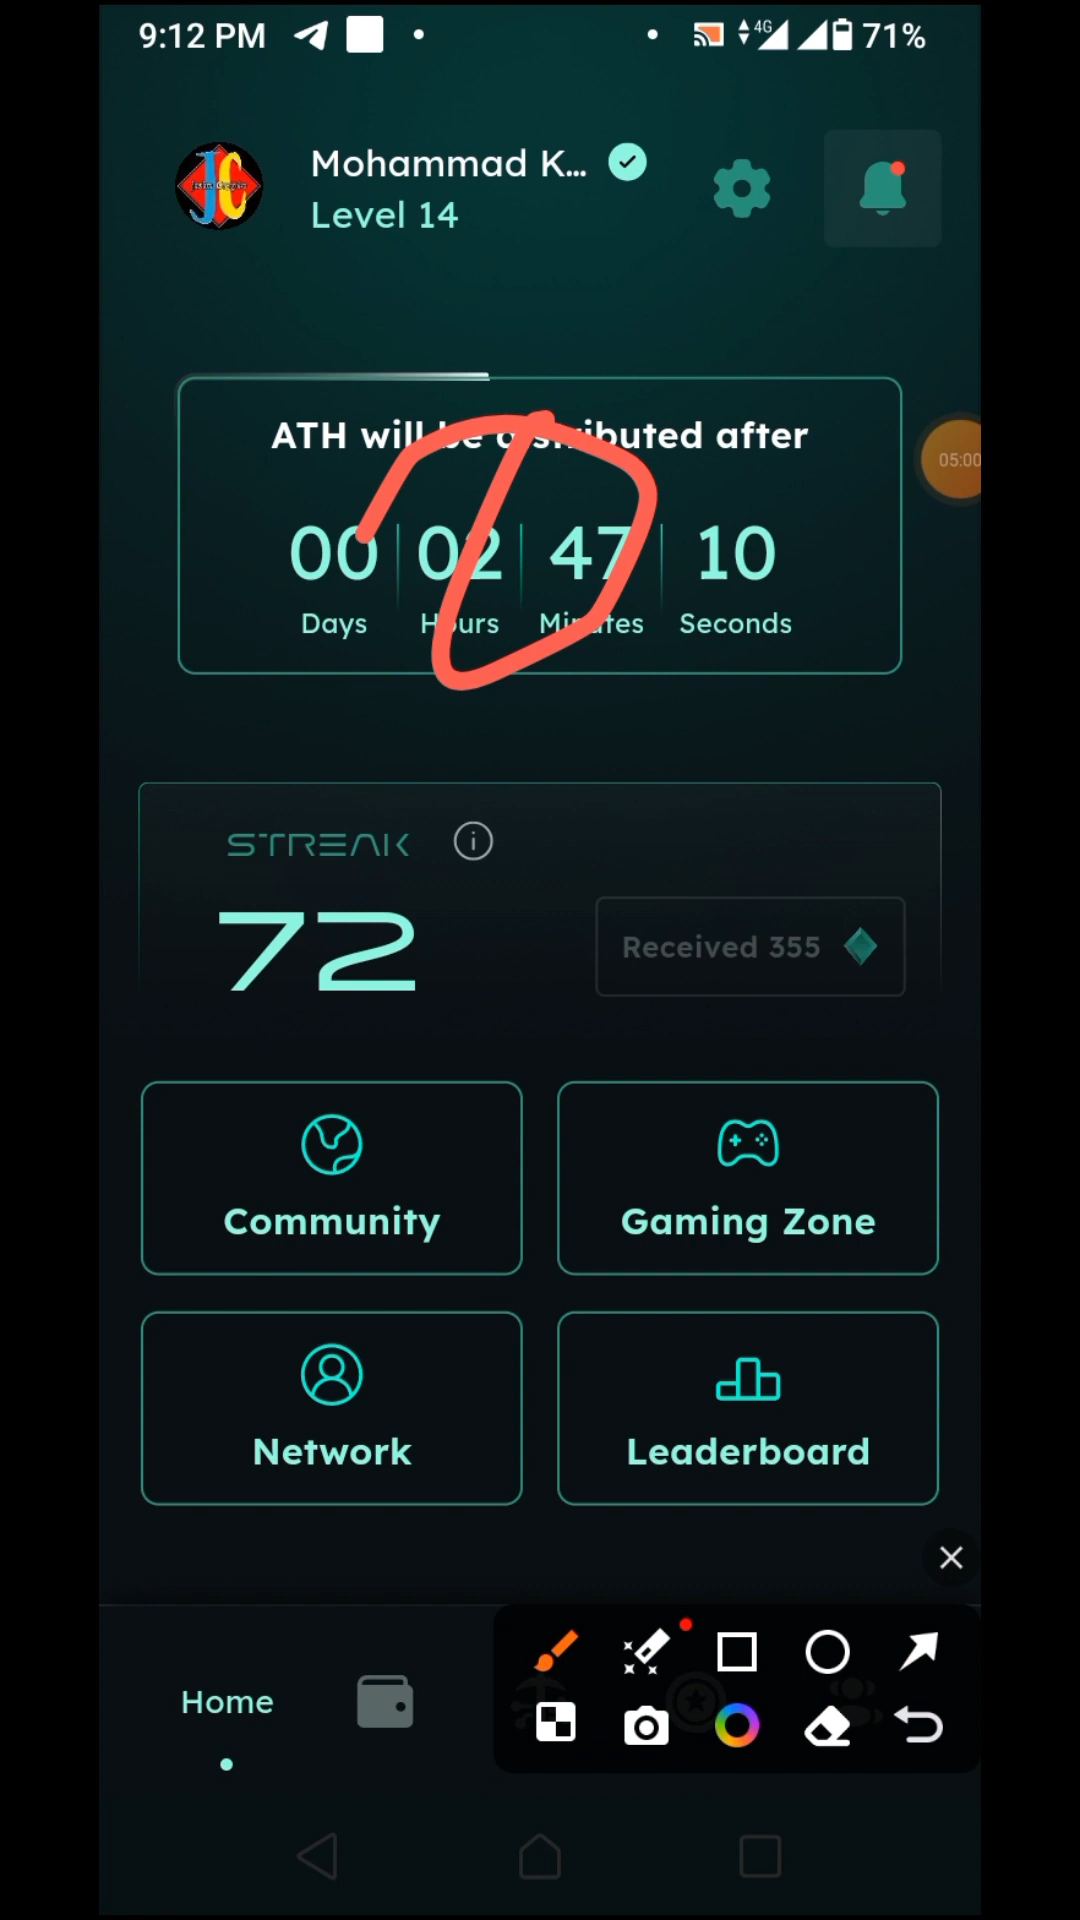 9:12 PM 4G 71%
Mohammad K...
Level 14
ATH will be distributed after
05:00
00 02 47 10
Days Hours Minutes Seconds
STREAK
72
Received 355
Community Gaming Zone
Network Leaderboard
Home